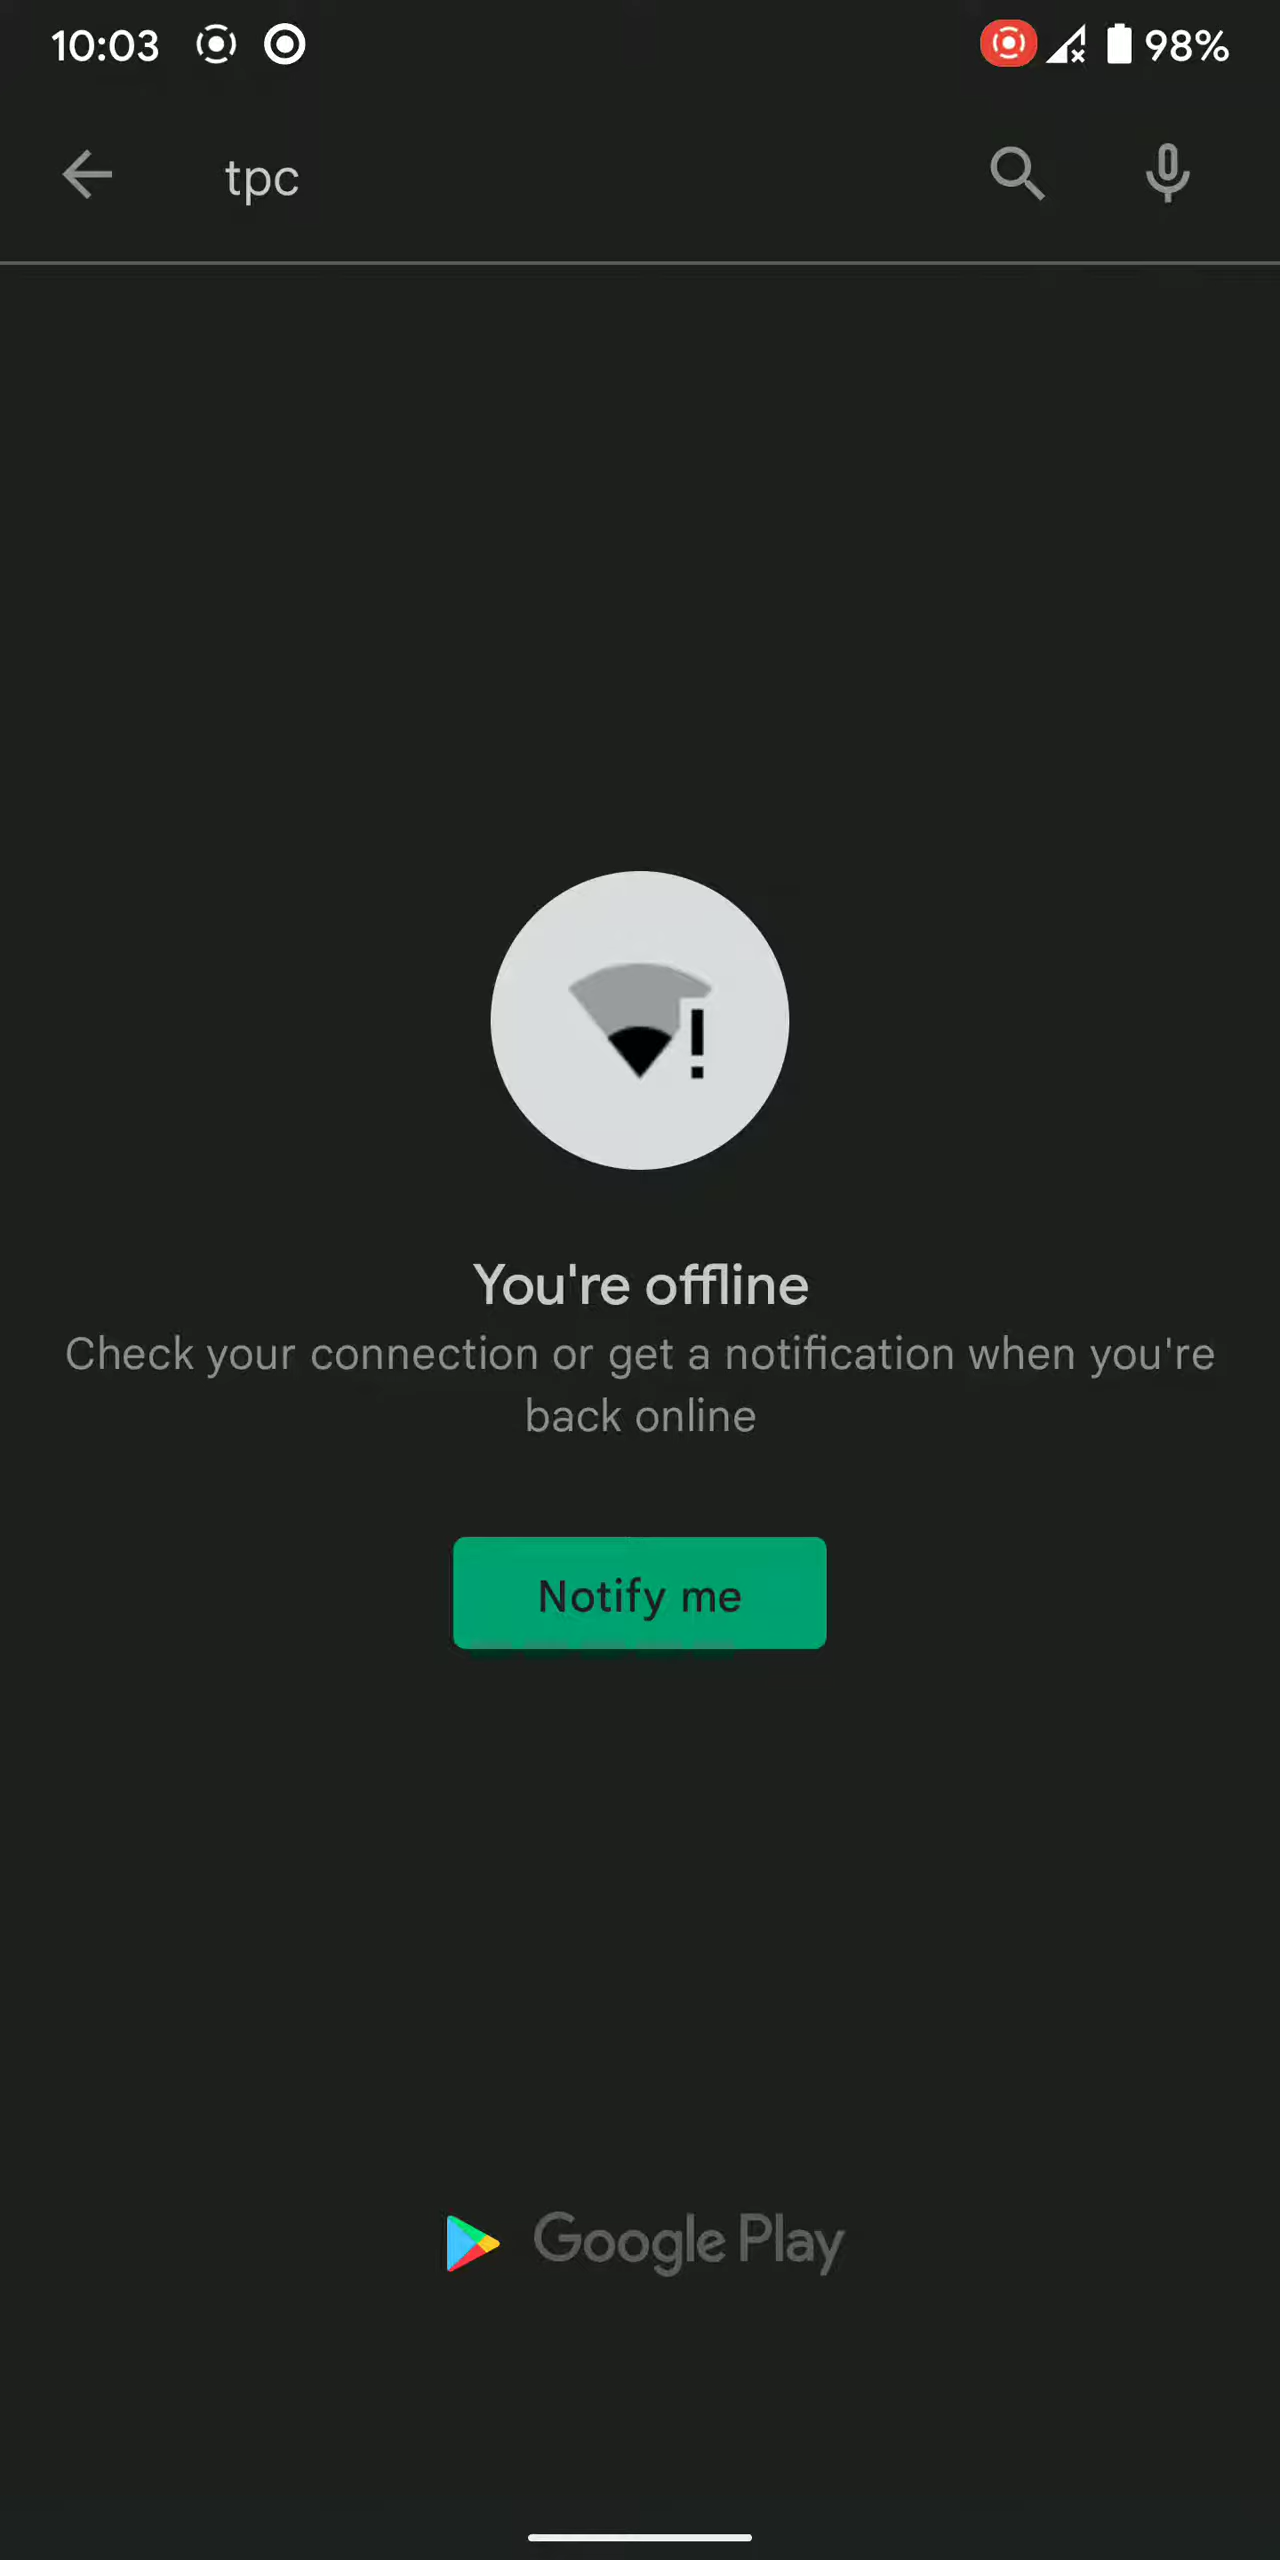 10:03 98%
tpc
You're offline
Check your connection or get a notification when you're
back online
Notify me
Google Play